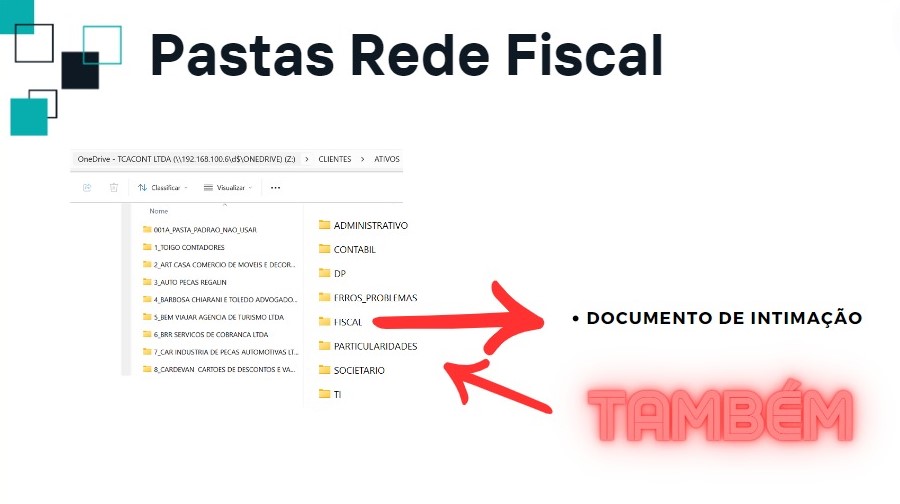 Pastas Rede Fiscal
OneDrive - TCACONT LTDA (\\192.168.100.6\d$\ONEDRIVE) (Z:) > CLIENTES > ATIVOS
Classificar Visualizar ...
Nome
001A_PASTA_PADRAO_NAO_USAR
1_TOIGO CONTADORES
2_ART CASA COMERCIO DE MOVEIS E DECOR...
3_AUTO PECAS REGALIN
4_BARBOSA CHIARANI E TOLEDO ADVOGADO...
5_BEM VIAJAR AGENCIA DE TURISMO LTDA
6_BRR SERVICOS DE COBRANCA LTDA
7_CAR INDUSTRIA DE PECAS AUTOMOTIVAS LT...
8_CARDEVAN CARTOES DE DESCONTOS E VA...
ADMINISTRATIVO
CONTABIL
DP
ERROS_PROBLEMAS
FISCAL
PARTICULARIDADES
SOCIETARIO
TI
• DOCUMENTO DE INTIMAÇÃO
TAMBÉM